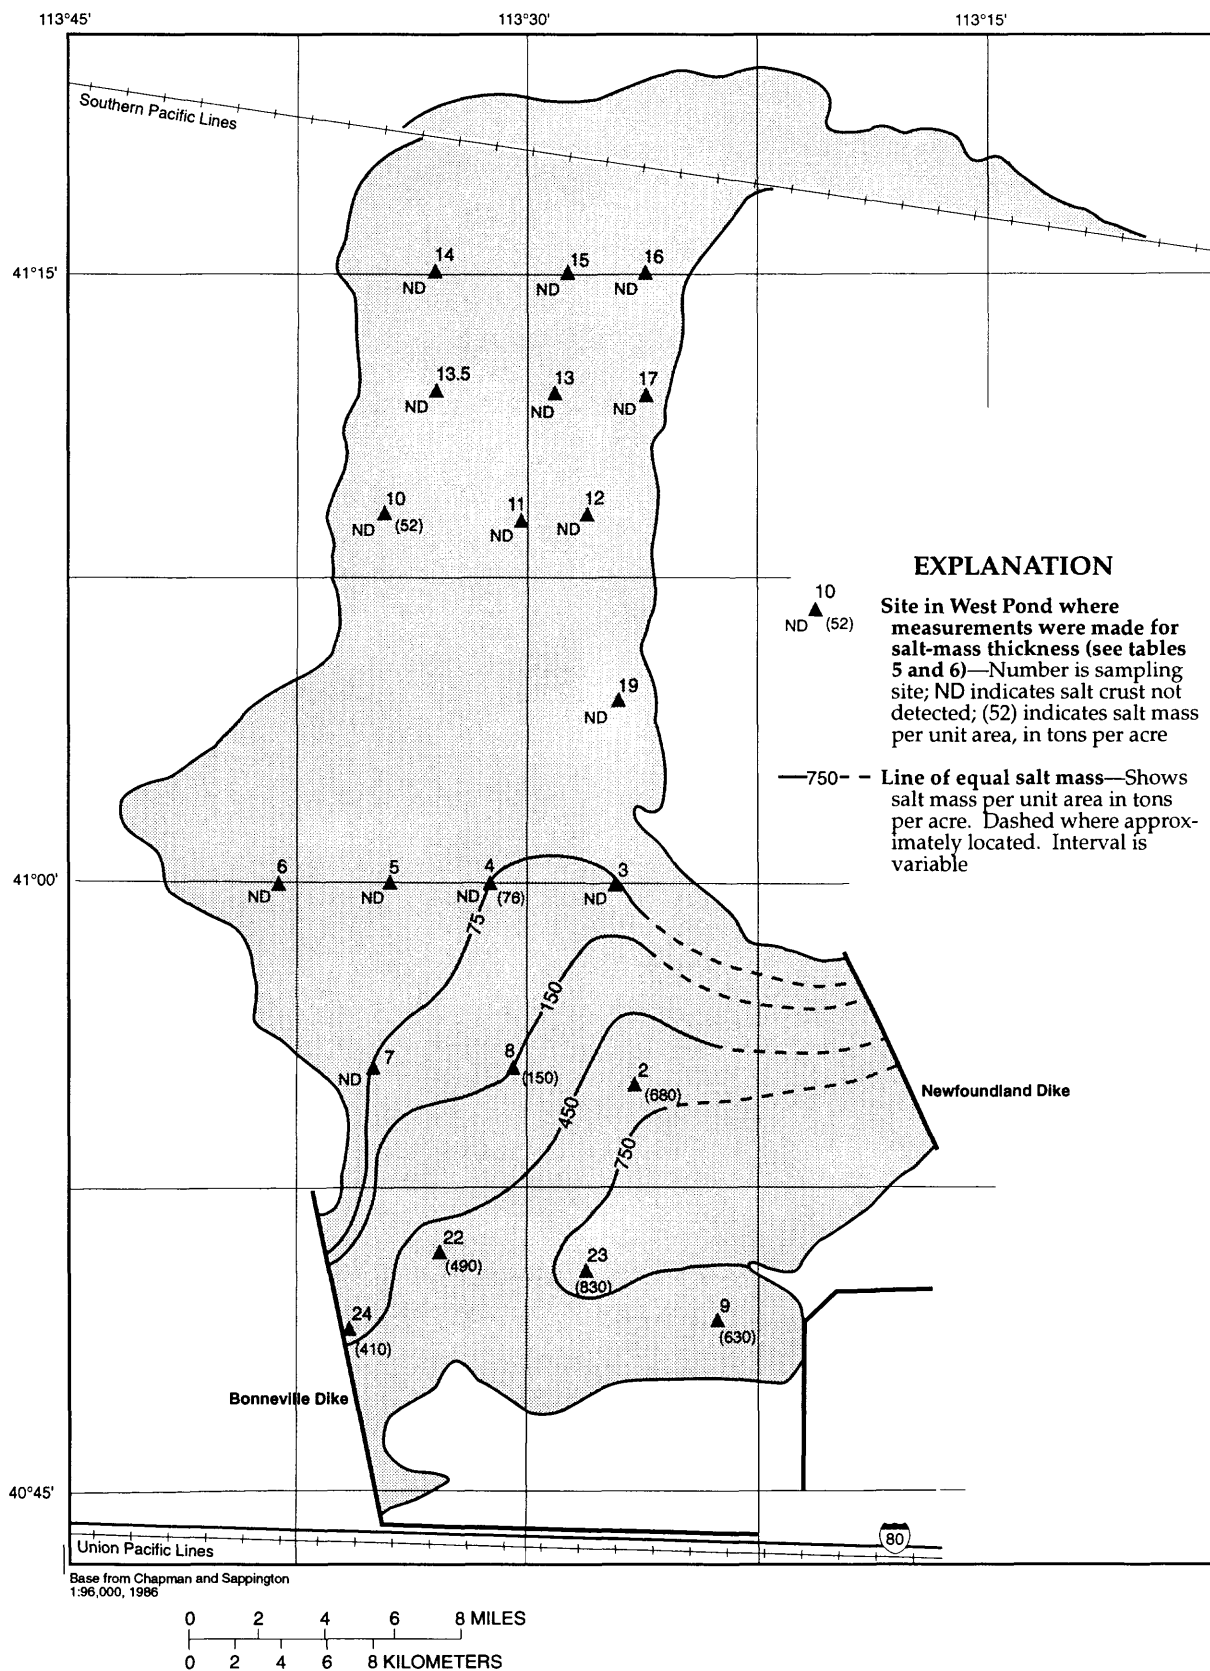 113°45' 113°30' 113°15'
Southern Pacific Lines
41°15'
14
ND
15
ND
16
ND
13.5
ND
13
ND
17
ND
10
ND (52)
11
ND
12
ND
EXPLANATION
10
ND (52)
Site in West Pond where
measurements were made for
salt-mass thickness (see tables
5 and 6)—Number is sampling
site; ND indicates salt crust not
detected; (52) indicates salt mass
per unit area, in tons per acre
19
ND
750
Line of equal salt mass—Shows
salt mass per unit area in tons
per acre. Dashed where approx-
imately located. Interval is
variable
41°00'
6
ND
5
ND
4
ND (76)
3
ND
75
150
7
ND
8
(150)
2
(680)
450
750
Newfoundland Dike
22
(490)
23
(830)
24
(410)
9
(630)
Bonneville Dike
40°45'
80
Union Pacific Lines
Base from Chapman and Sappington
1:96,000, 1986
0 2 4 6 8 MILES
0 2 4 6 8 KILOMETERS